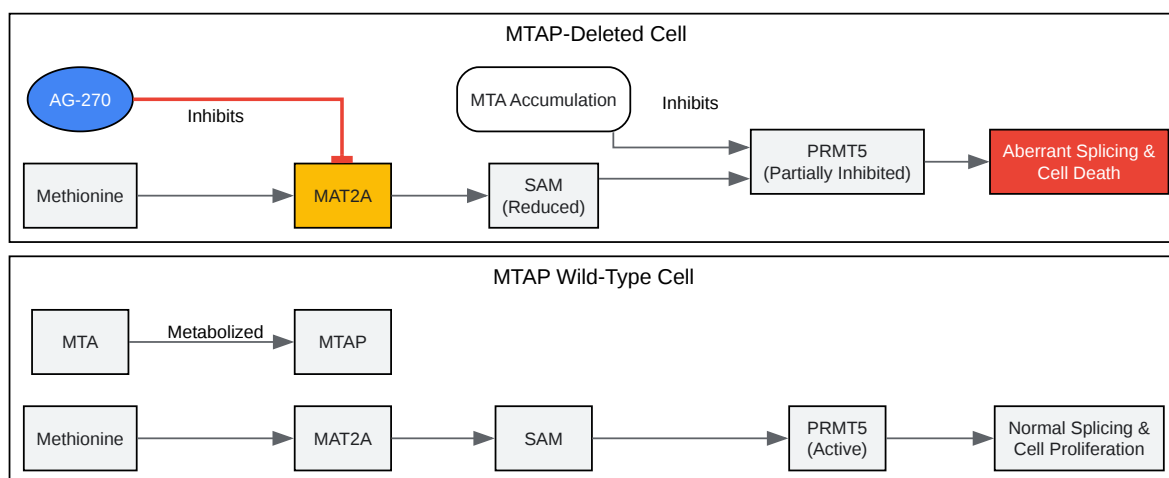 MTAP-Deleted Cell
AG-270
Inhibits
MTA Accumulation
Inhibits
Methionine
MAT2A
SAM
(Reduced)
PRMT5
(Partially Inhibited)
Aberrant Splicing &
Cell Death
MTAP Wild-Type Cell
MTA
Metabolized
MTAP
Methionine
MAT2A
SAM
PRMT5
(Active)
Normal Splicing &
Cell Proliferation